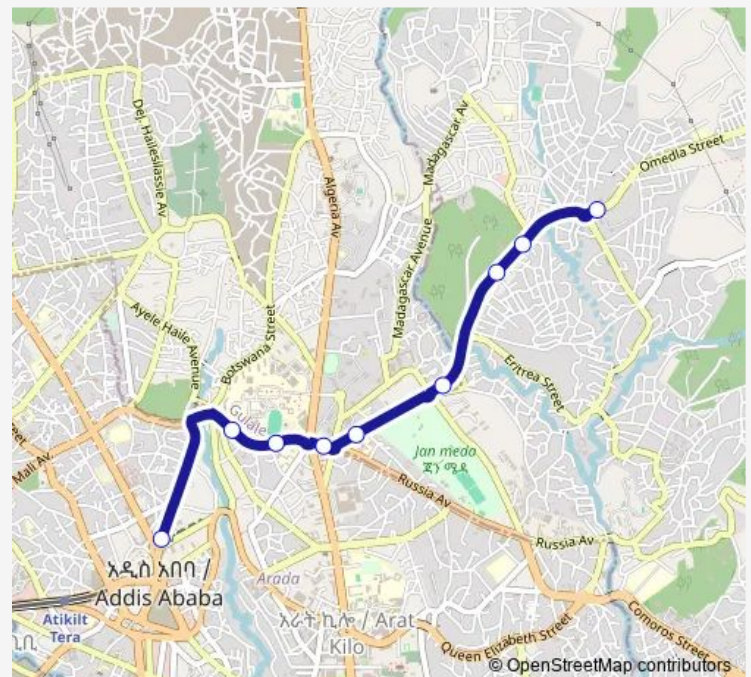 Omedla Street
Madagascar Av
Dej. Hailesilassie Av
Algeria Av
Madagascar Avenue
Ayele Haile Avenue
Botswana Street
Eritrea Street
Gulale
Mali Av
Jan meda
ጃን ሜዳ
Russia Av
Russia Av
አዲስ አበባ /
Addis Ababa
Arada
Atikilt
Tera
አራት ኪሎ / Arat
Kilo
Comoros Street
Queen Elizabeth Street
© OpenStreetMap contributors